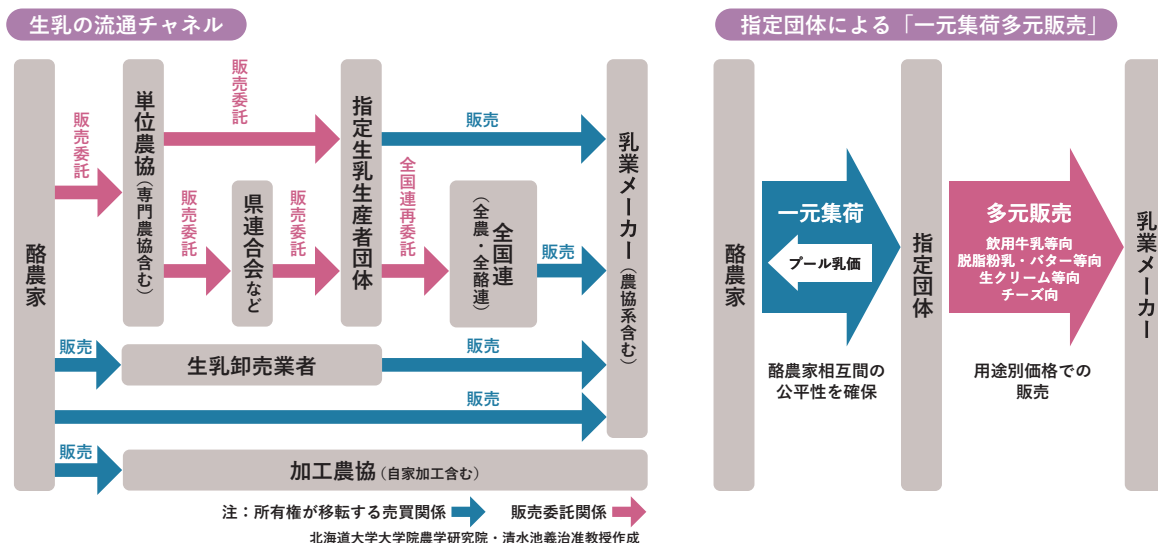 生乳の流通チャネル
酪農家
販売委託
単位農協(専門農協含む)
販売委託
販売委託
県連合会など
販売委託
指定生乳生産者団体
販売
全国連再委託
全国連
(全農・全酪連)
販売
乳業メーカー(農協系含む)
販売
生乳卸売業者
販売
販売
販売
加工農協(自家加工含む)
注:所有権が移転する売買関係
販売委託関係
北海道大学大学院農学研究院・清水池義治准教授作成
指定団体による「一元集荷多元販売」
酪農家
一元集荷
プール乳価
酪農家相互間の
公平性を確保
指定団体
多元販売
飲用牛乳等向
脱脂粉乳・バター等向
生クリーム等向
チーズ向
用途別価格での
販売
乳業メーカー